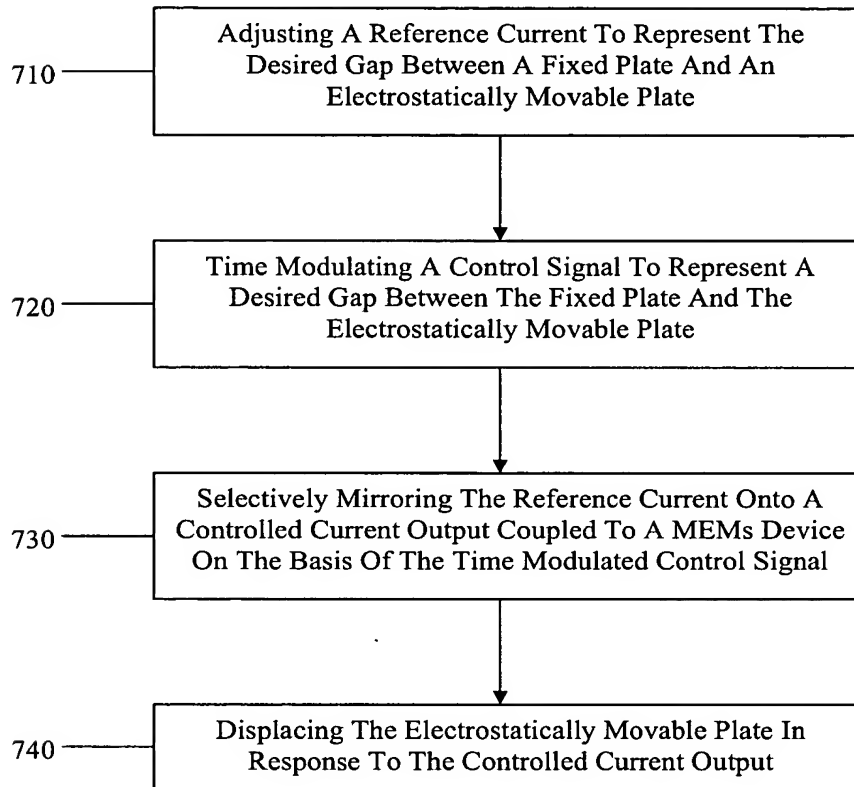 Adjusting A Reference Current To Represent The
Desired Gap Between A Fixed Plate And An
Electrostatically Movable Plate
710
Time Modulating A Control Signal To Represent A
Desired Gap Between The Fixed Plate And The
Electrostatically Movable Plate
720
Selectively Mirroring The Reference Current Onto A
Controlled Current Output Coupled To A MEMs Device
On The Basis Of The Time Modulated Control Signal
730
Displacing The Electrostatically Movable Plate In
Response To The Controlled Current Output
740